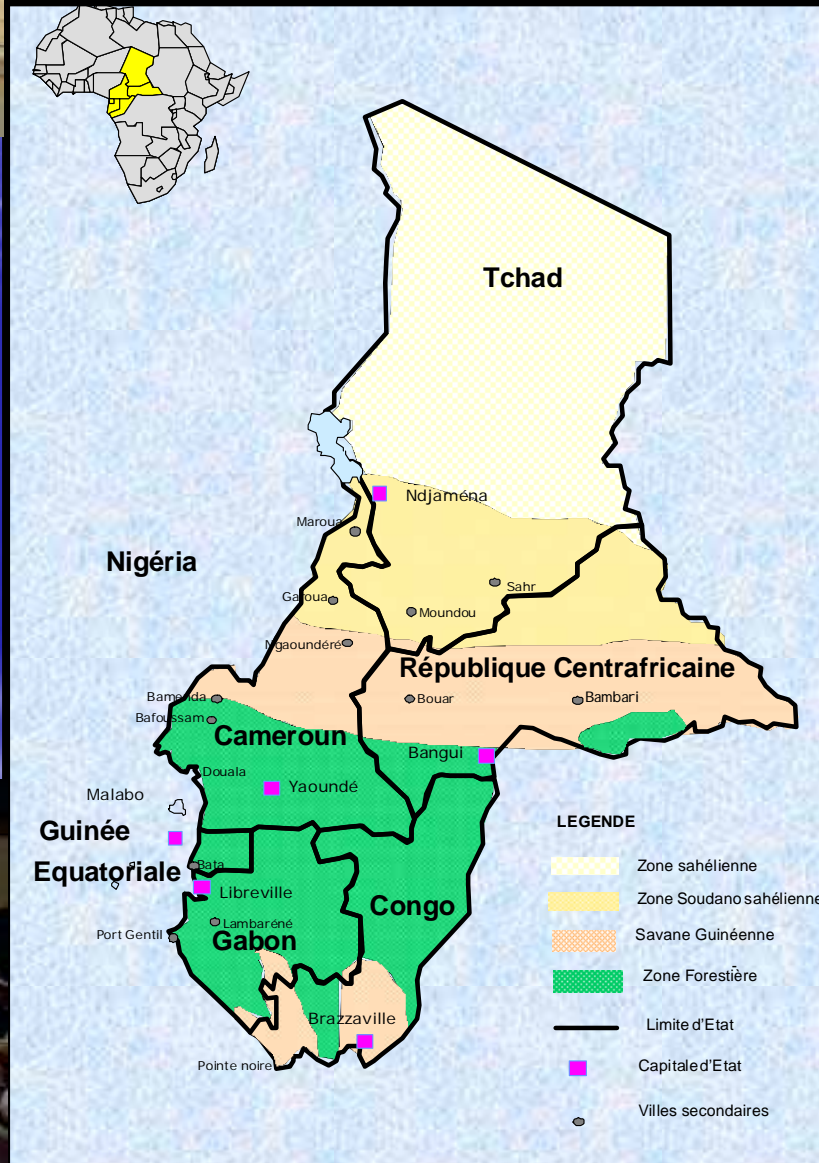 Tchad
Ndjaména
Maroua
Nigéria
Sahr
Garoua
Moundou
Ngaoundéré
République Centrafricaine
Bamenda
Bouar
Bambari
Bafoussam
Cameroun
Bangui
Douala
Yaoundé
Malabo
Guinée
Equatoriale
Bata
Libreville
Congo
Lambaréné
Port Gentil
Gabon
Brazzaville
Pointe noire
LEGENDE
Zone sahélienne
Zone Soudano sahélienne
Savane Guinéenne
Zone Forestière
Limite d'Etat
Capitale d'Etat
Villes secondaires